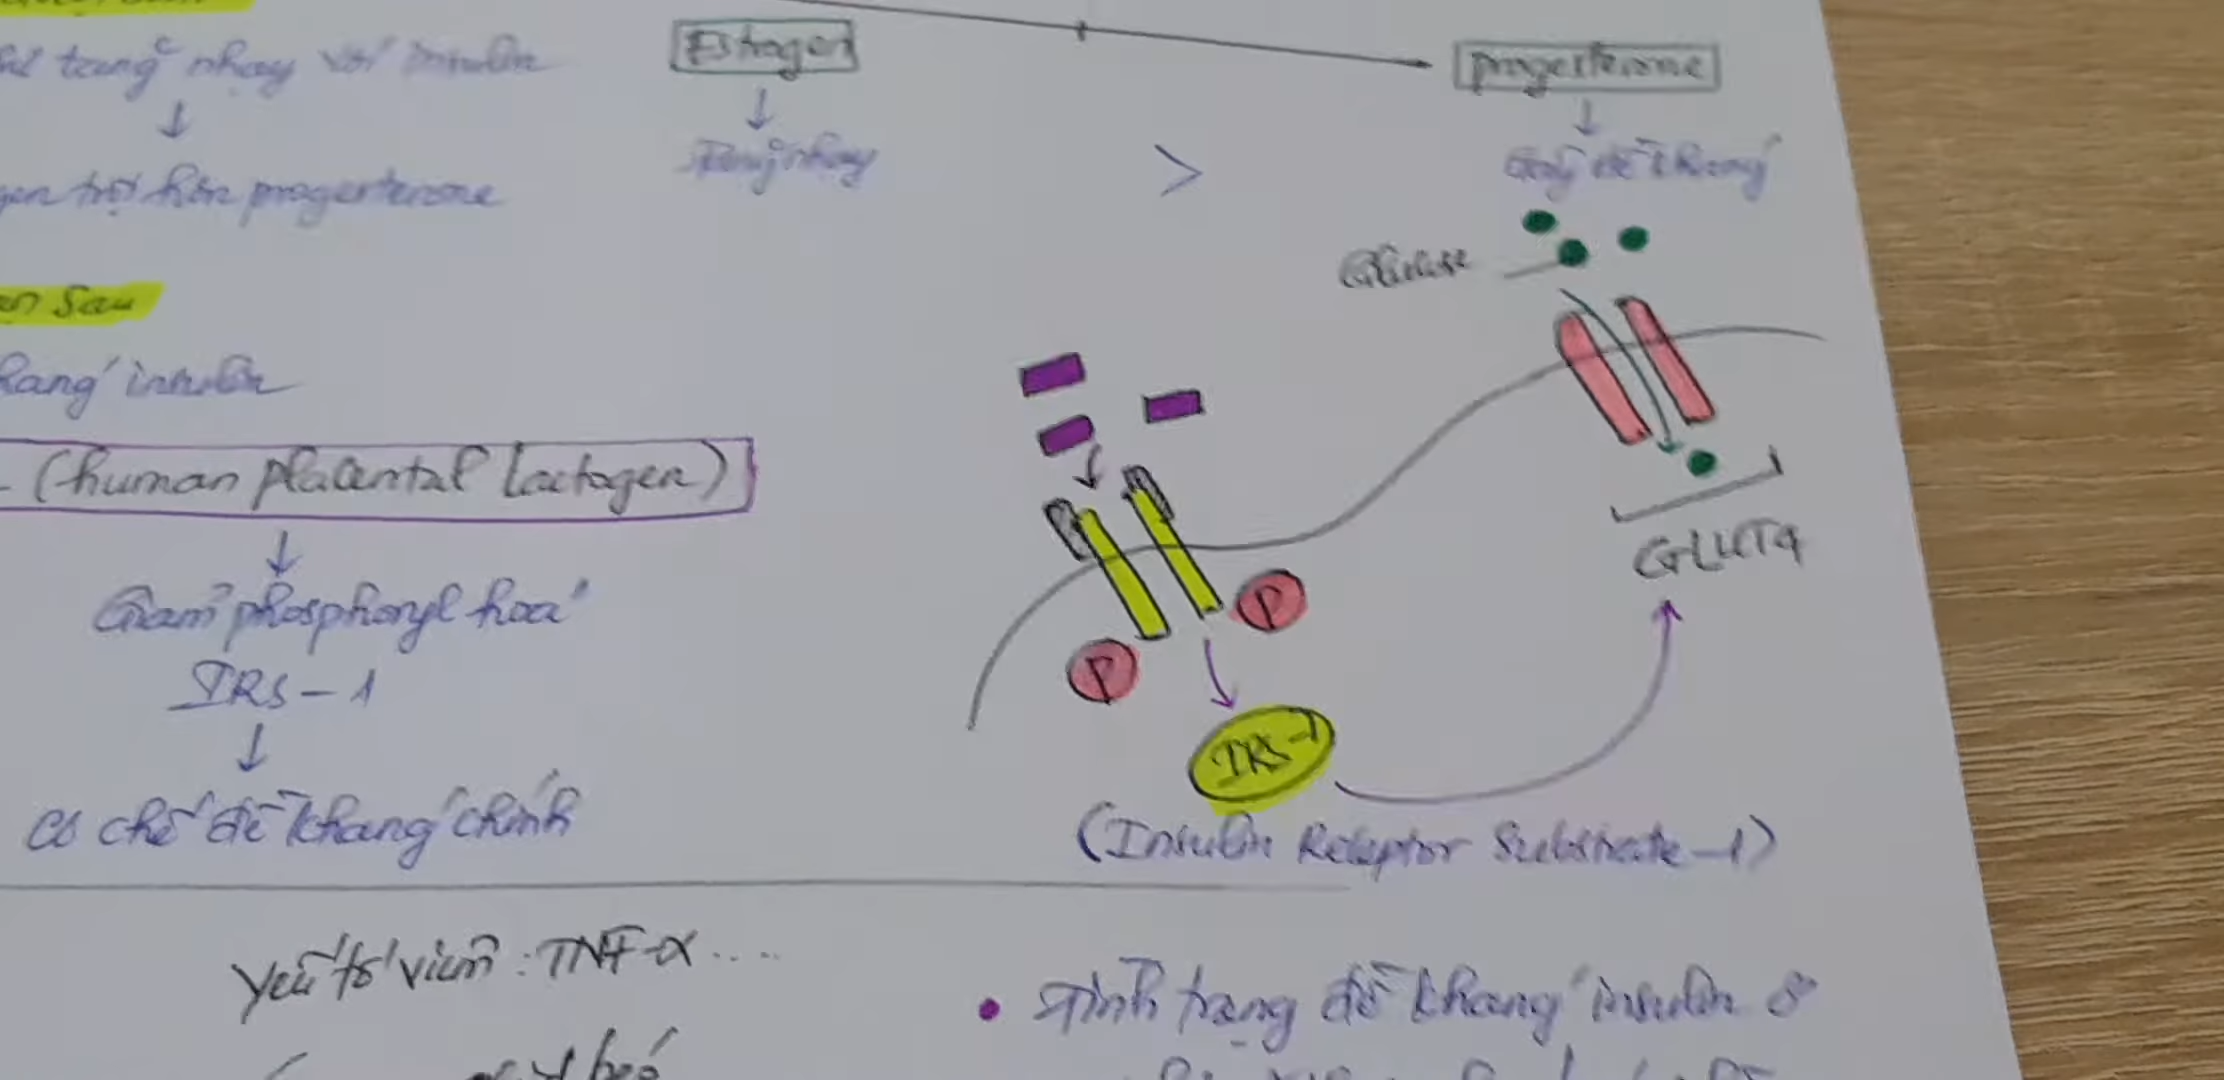 tăng nhạy với insulin
trội hơn progesterone
Estrogen
Tăng nhạy
>
progesterone
đề kháng
Glucose
sau
kháng insulin
(human placental lactogen)
Giảm phosphoryl hoá
IRS-1
Cơ chế đề kháng chính
P
P
IRS-1
(Insulin Receptor Substrate-1)
GLUT4
Yếu tố viêm: TNF-α....
• Tình trạng đề kháng insulin ở
béo